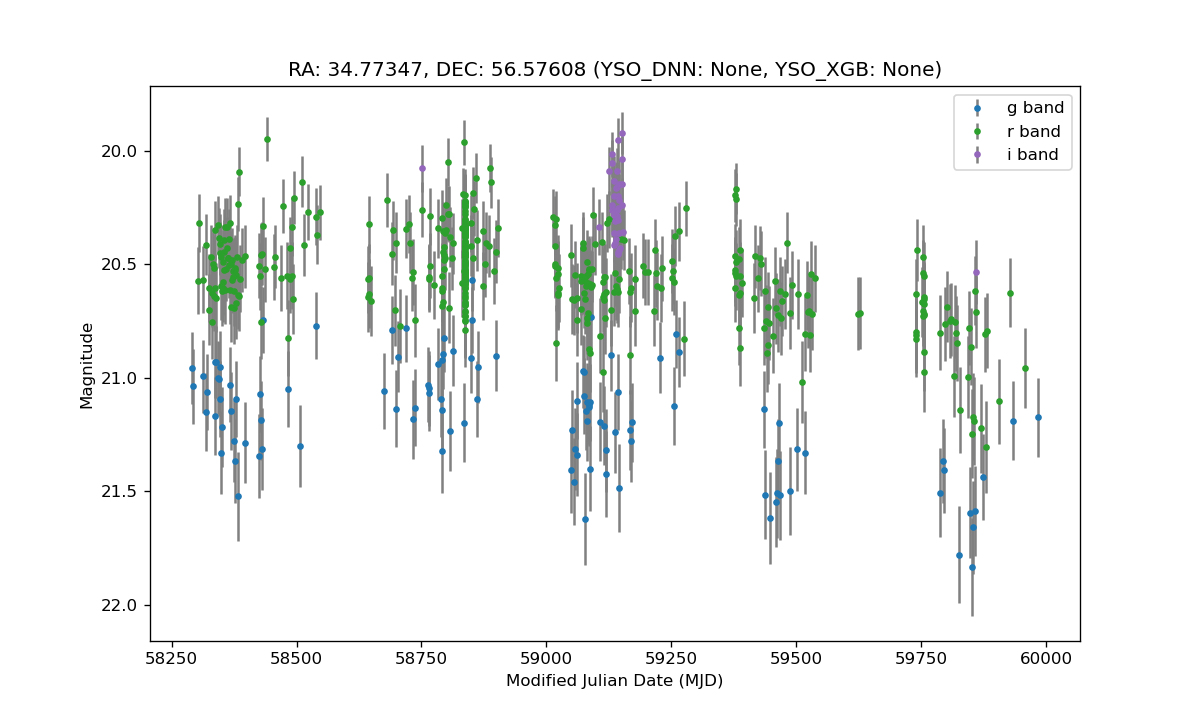 RA: 34.77347, DEC: 56.57608 (YSO_DNN: None, YSO_XGB: None)
g band
r band
i band
20.0
20.5
21.0
21.5
22.0
Magnitude
58250 58500 58750 59000 59250 59500 59750 60000
Modified Julian Date (MJD)